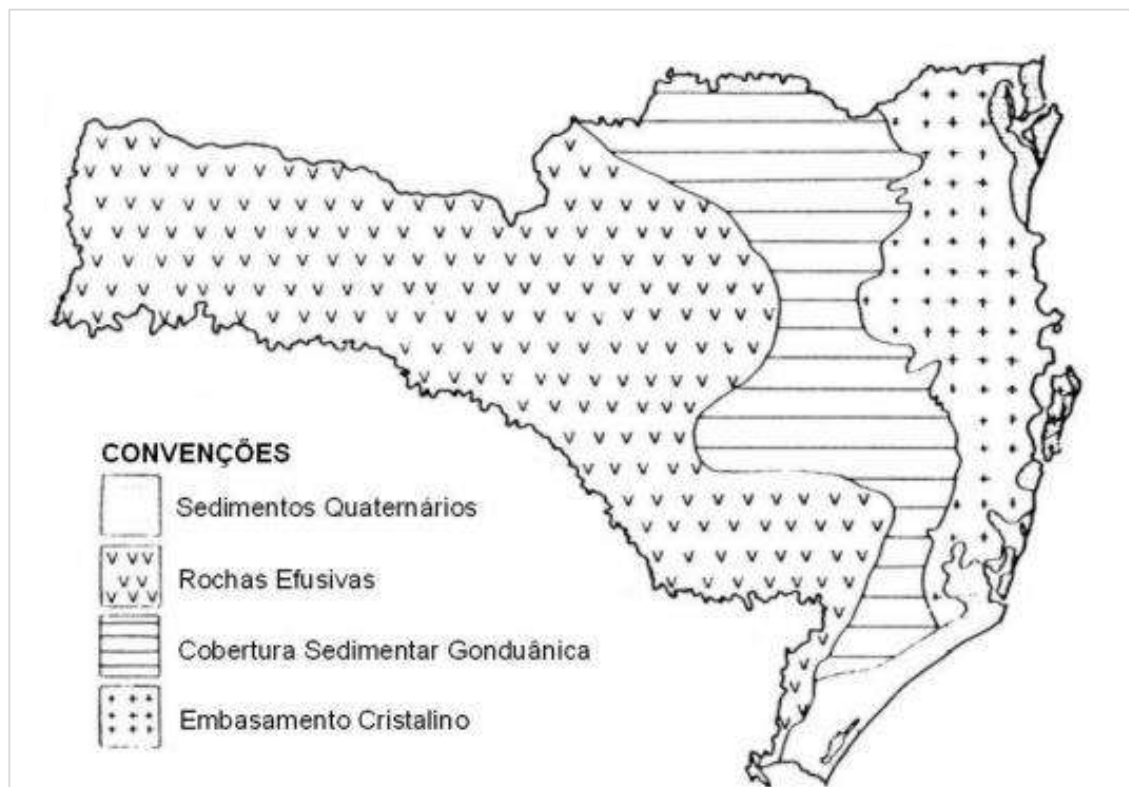 CONVENÇÕES
Sedimentos Quaternários
Rochas Efusivas
Cobertura Sedimentar Gonduânica
Embasamento Cristalino